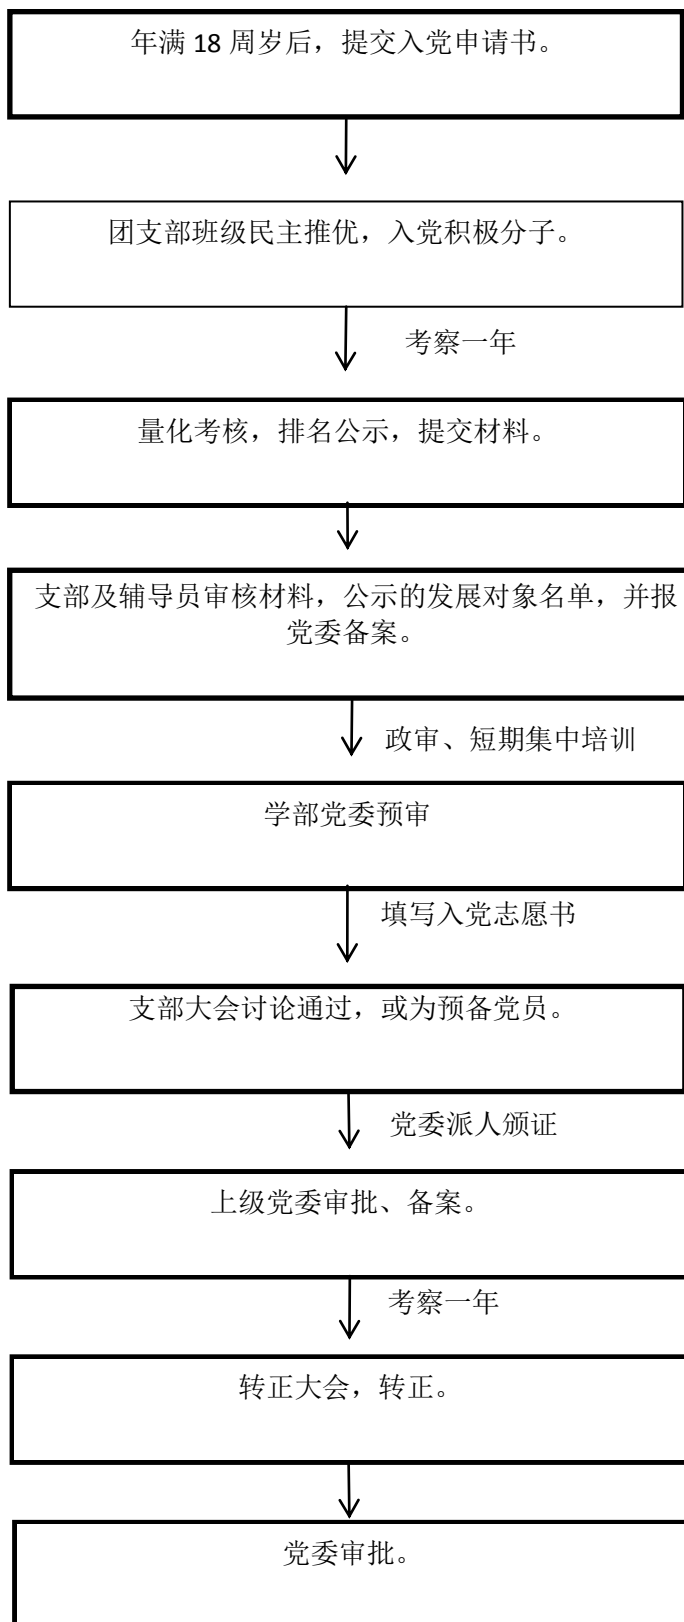 年满 18 周岁后，提交入党申请书。
团支部班级民主推优，入党积极分子。
考察一年
量化考核，排名公示，提交材料。
支部及辅导员审核材料，公示的发展对象名单，并报
党委备案。
政审、短期集中培训
学部党委预审
填写入党志愿书
支部大会讨论通过，或为预备党员。
党委派人颁证
上级党委审批、备案。
考察一年
转正大会，转正。
党委审批。